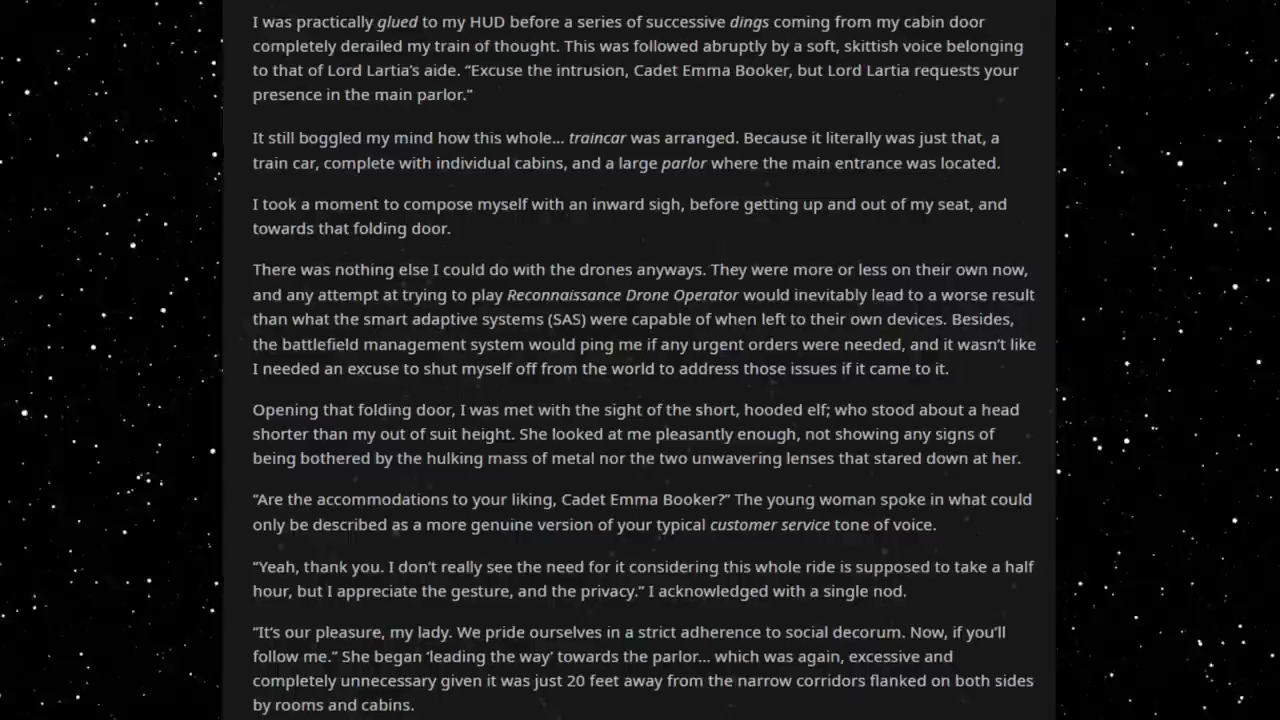 I was practically glued to my HUD before a series of successive dings coming from my cabin door
completely derailed my train of thought. This was followed abruptly by a soft, skittish voice belonging
to that of Lord Lartia’s aide. “Excuse the intrusion, Cadet Emma Booker, but Lord Lartia requests your
presence in the main parlor.”
It still boggled my mind how this whole… traincar was arranged. Because it literally was just that, a
train car, complete with individual cabins, and a large parlor where the main entrance was located.
I took a moment to compose myself with an inward sigh, before getting up and out of my seat, and
towards that folding door.
There was nothing else I could do with the drones anyways. They were more or less on their own now,
and any attempt at trying to play Reconnaissance Drone Operator would inevitably lead to a worse result
than what the smart adaptive systems (SAS) were capable of when left to their own devices. Besides,
the battlefield management system would ping me if any urgent orders were needed, and it wasn’t like
I needed an excuse to shut myself off from the world to address those issues if it came to it.
Opening that folding door, I was met with the sight of the short, hooded elf; who stood about a head
shorter than my out of suit height. She looked at me pleasantly enough, not showing any signs of
being bothered by the hulking mass of metal nor the two unwavering lenses that stared down at her.
“Are the accommodations to your liking, Cadet Emma Booker?” The young woman spoke in what could
only be described as a more genuine version of your typical customer service tone of voice.
“Yeah, thank you. I don’t really see the need for it considering this whole ride is supposed to take a half
hour, but I appreciate the gesture, and the privacy.” I acknowledged with a single nod.
“It’s our pleasure, my lady. We pride ourselves in a strict adherence to social decorum. Now, if you’ll
follow me.” She began ‘leading the way’ towards the parlor… which was again, excessive and
completely unnecessary given it was just 20 feet away from the narrow corridors flanked on both sides
by rooms and cabins.